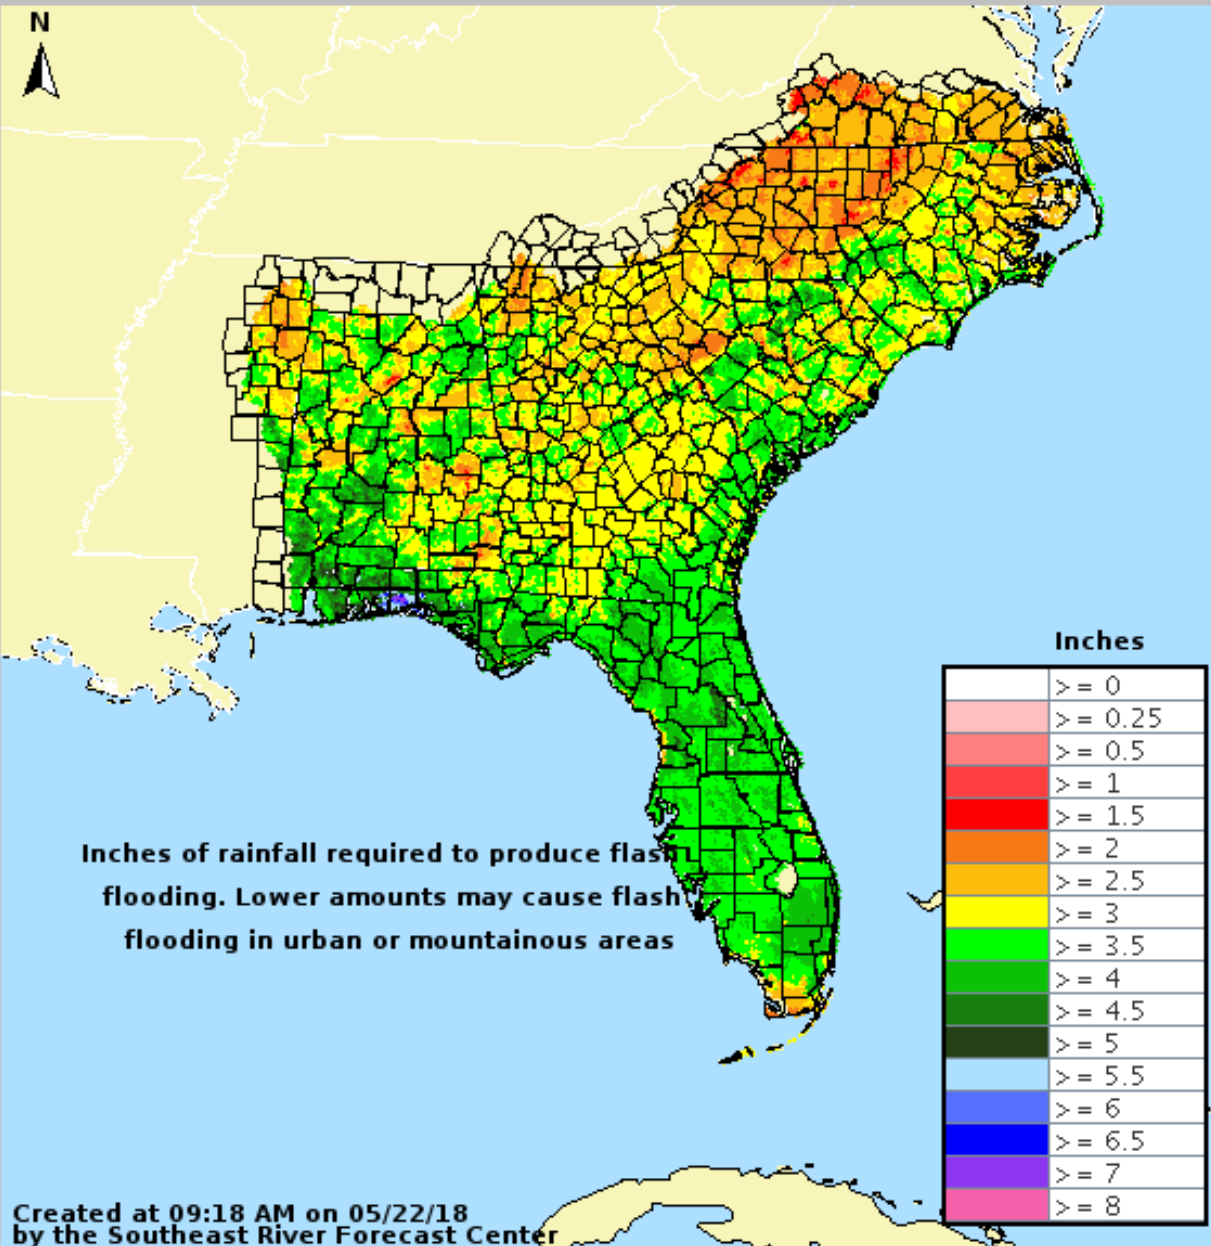 N
Inches of rainfall required to produce flash
flooding. Lower amounts may cause flash
flooding in urban or mountainous areas
Inches
>= 0
>= 0.25
>= 0.5
>= 1
>= 1.5
>= 2
>= 2.5
>= 3
>= 3.5
>= 4
>= 4.5
>= 5
>= 5.5
>= 6
>= 6.5
>= 7
>= 8
Created at 09:18 AM on 05/22/18
by the Southeast River Forecast Center